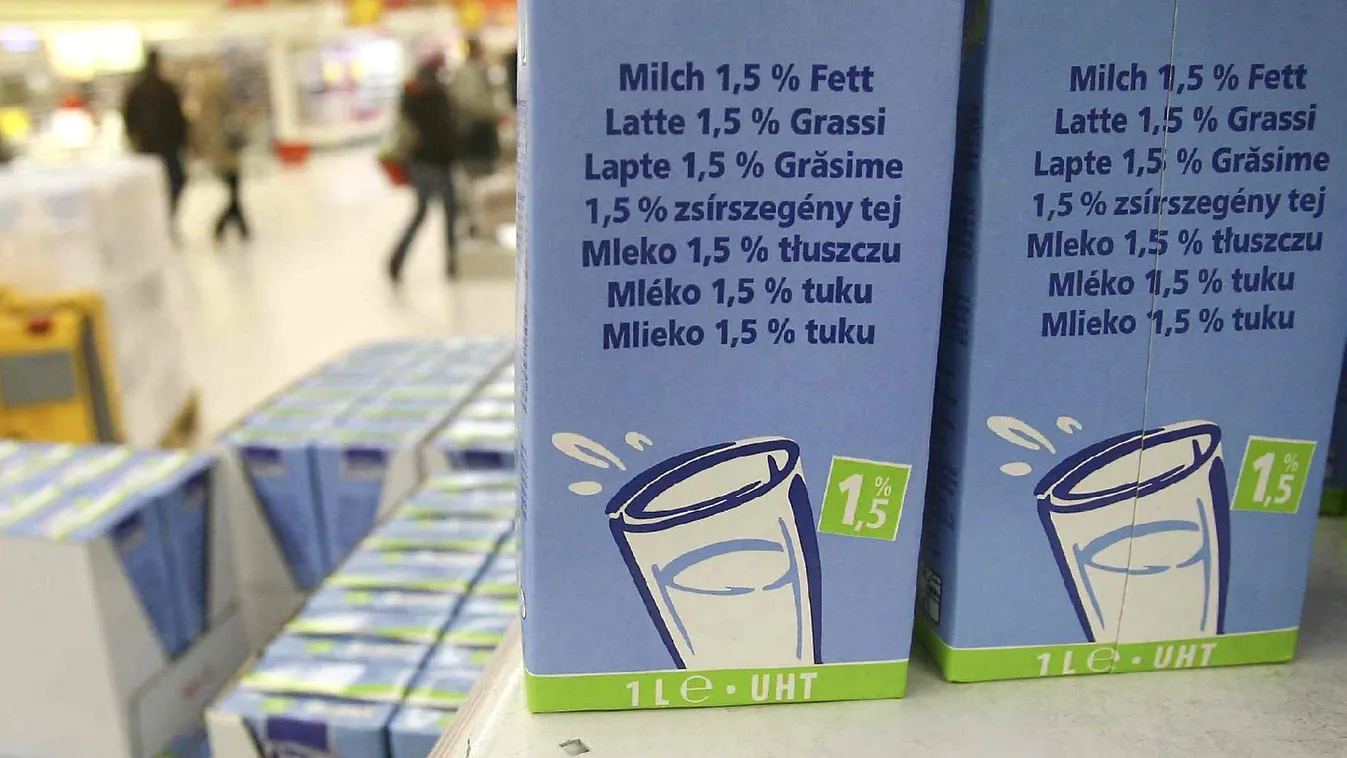 Milch 1,5 % Fett
Latte 1,5 % Grassi
Lapte 1,5 % Grăsime
1,5 % zsírszegény tej
Mleko 1,5 % tłuszczu
Mléko 1,5 % tuku
Mlieko 1,5 % tuku
1,5 %
1 L e · UHT
Milch 1,5 % Fett
Latte 1,5 % Grassi
Lapte 1,5 % Grăsime
1,5 % zsírszegény tej
Mleko 1,5 % tłuszczu
Mléko 1,5 % tuku
Mlieko 1,5 % tuku
1,5 %
1 L e · UHT